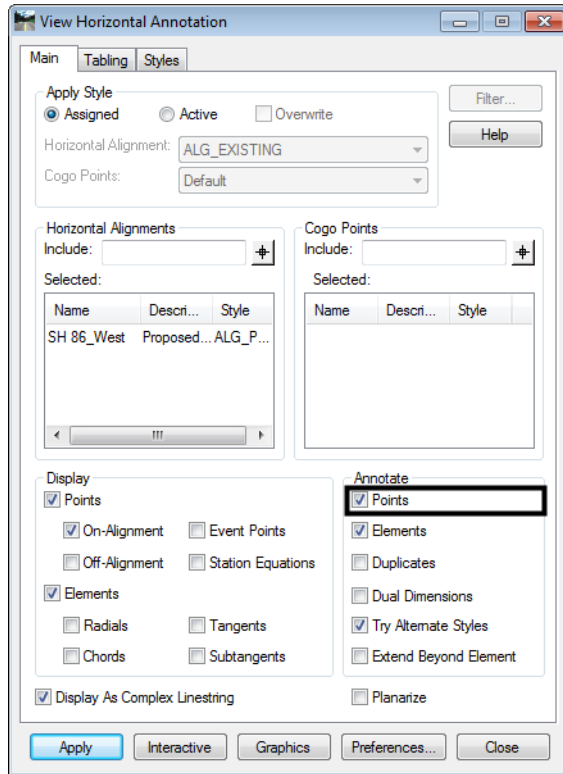 View Horizontal Annotation
Main Tabling Styles
Apply Style
Assigned Active Overwrite
Filter...
Horizontal Alignment: ALG_EXISTING
Help
Cogo Points: Default
Horizontal Alignments
Include:
Selected:
Name Descri... Style
SH 86_West Proposed... ALG_P...
Cogo Points
Include:
Selected:
Name Descri... Style
Display
Points
On-Alignment Event Points
Off-Alignment Station Equations
Elements
Radials Tangents
Chords Subtangents
Annotate
Points
Elements
Duplicates
Dual Dimensions
Try Alternate Styles
Extend Beyond Element
Display As Complex Linestring
Planarize
Apply Interactive Graphics Preferences... Close